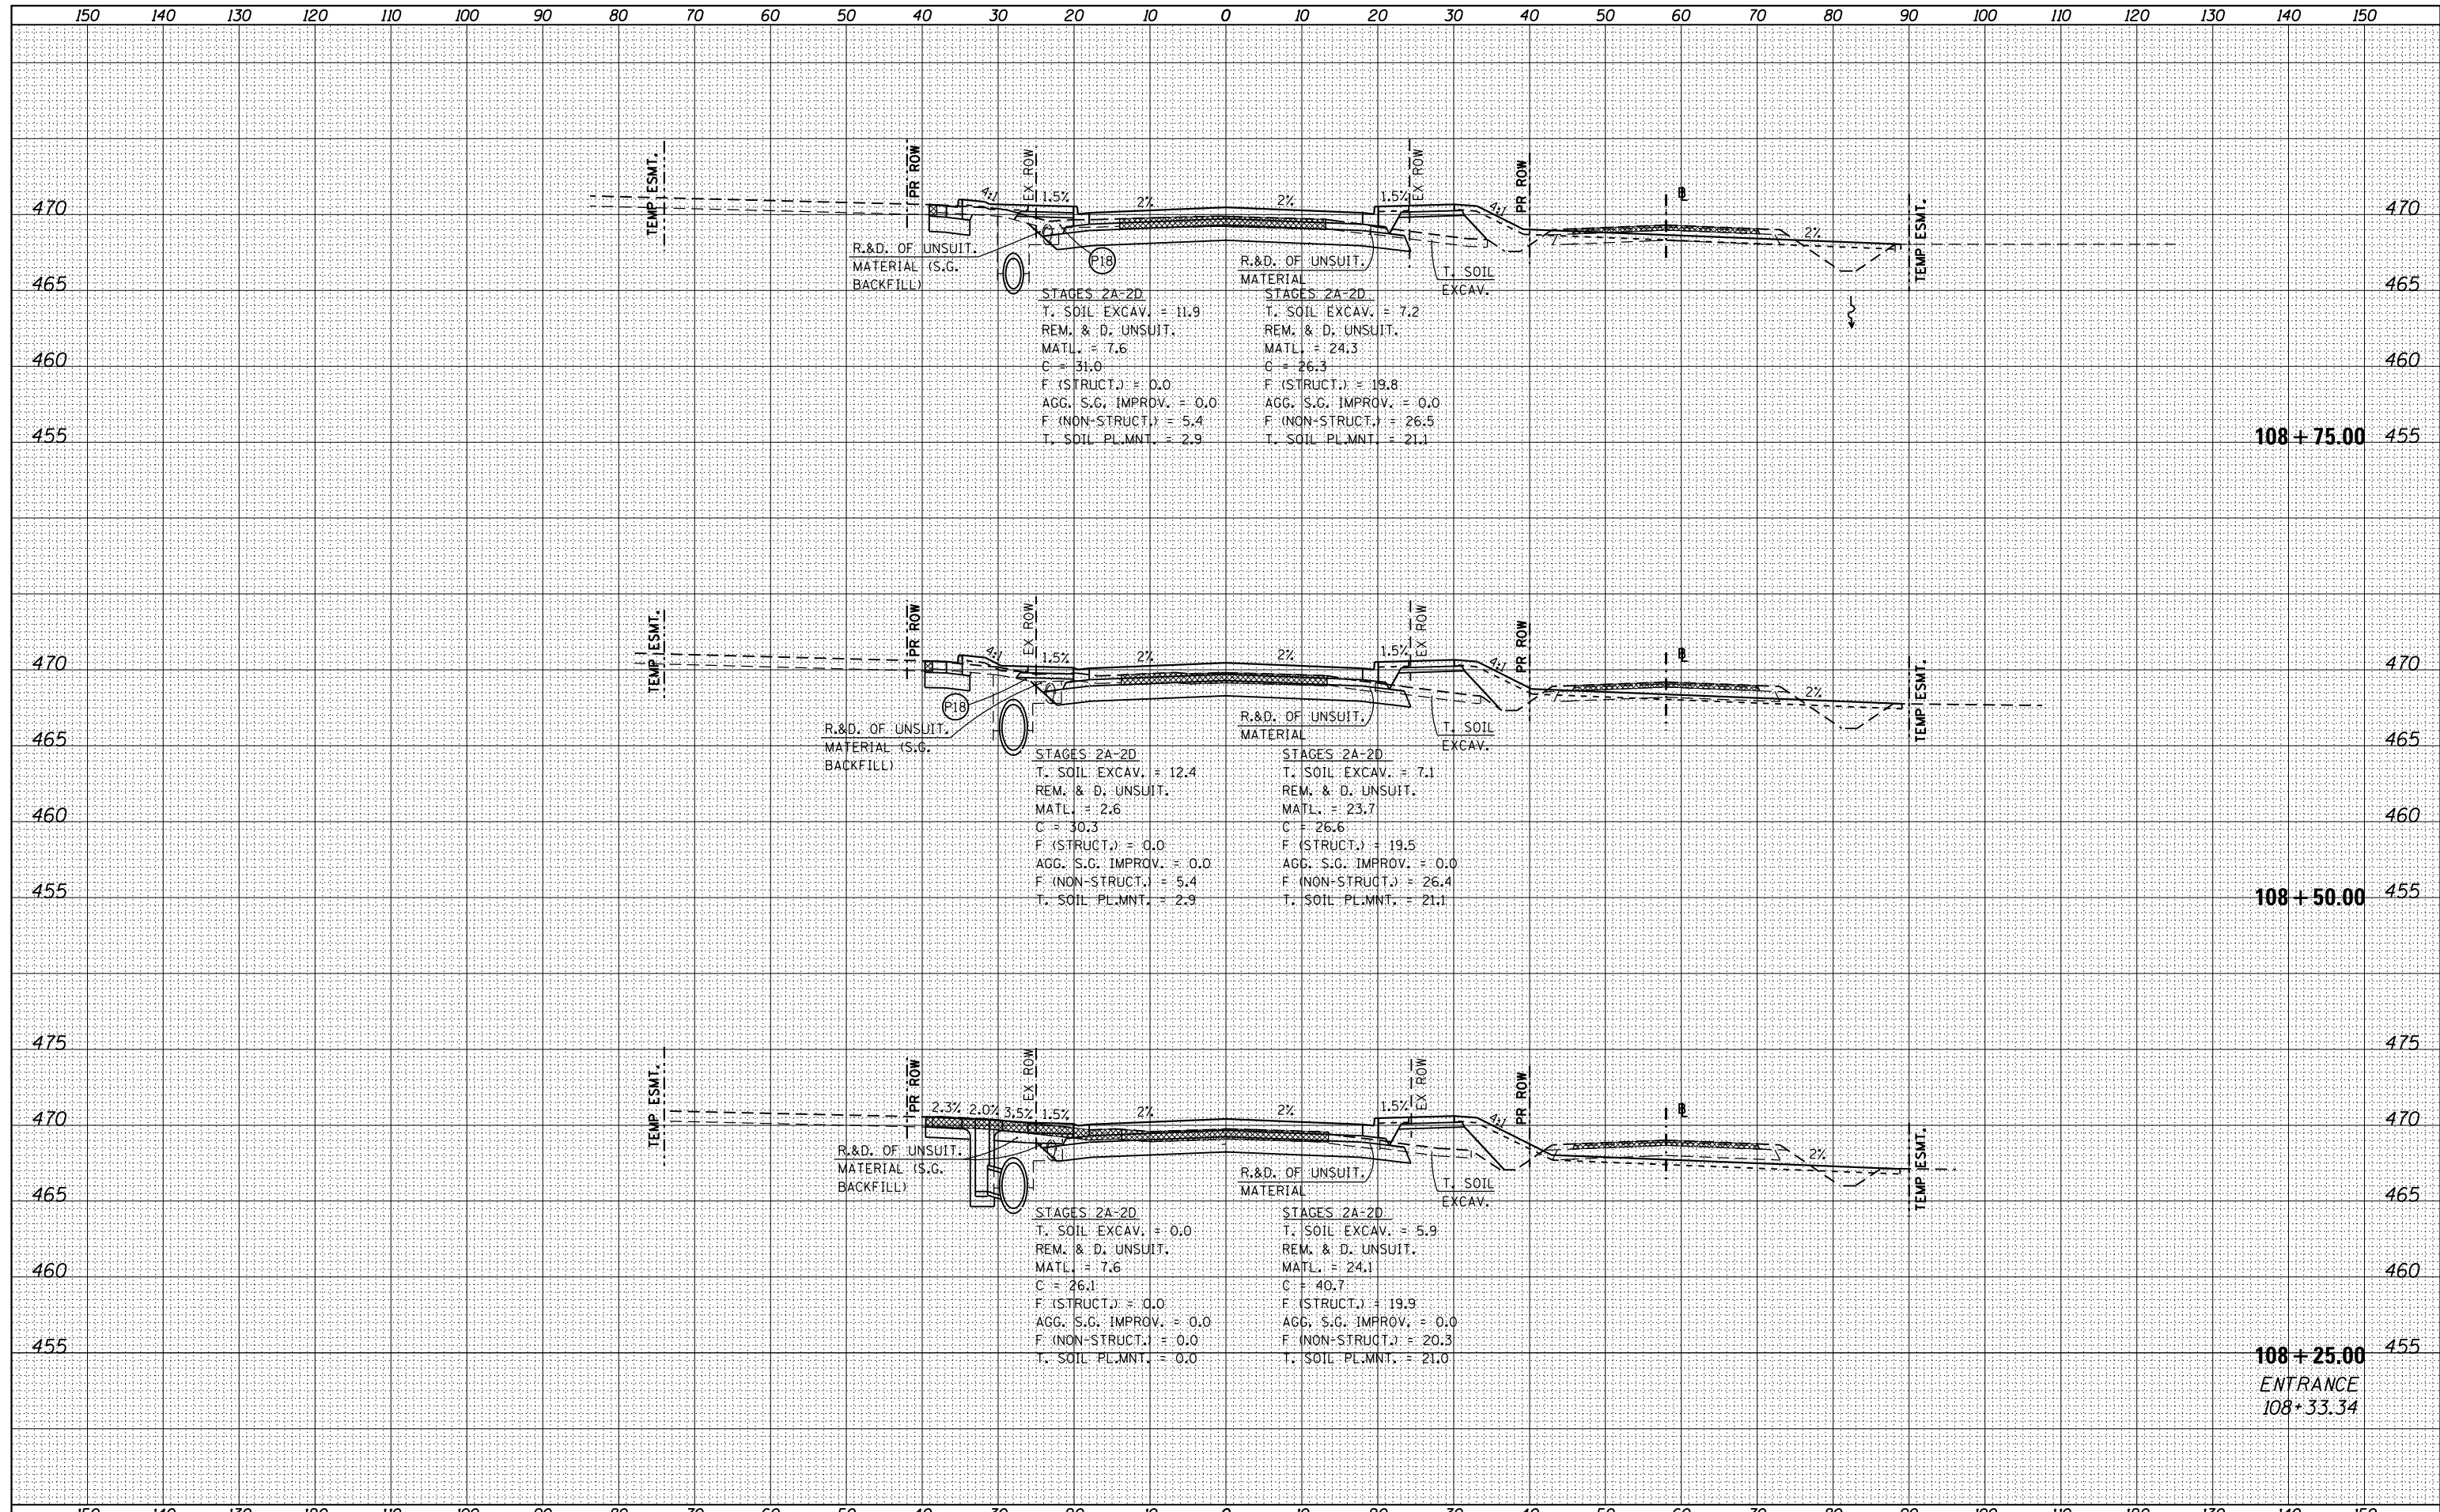 150 140 130 120 110 100 90 80 70 60 50 40 30 20 10 0 10 20 30 40 50 60 70 80 90 100 110 120 130 140 150
TEMP ESMT.
PR ROW
4:1
EX ROW
1.5%
2%
2%
1.5%
EX ROW
4:1
PR ROW
2%
TEMP ESMT.
470
470
R.&D. OF UNSUIT.
MATERIAL (S.G.
BACKFILL)
P18
R.&D. OF UNSUIT.
MATERIAL
T. SOIL
EXCAV.
465
465
STAGES 2A-2D
T. SOIL EXCAV. = 11.9
REM. & D. UNSUIT.
MATL. = 7.6
C = 31.0
F (STRUCT.) = 0.0
AGG. S.G. IMPROV. = 0.0
F (NON-STRUCT.) = 5.4
T. SOIL PL.MNT. = 2.9
STAGES 2A-2D
T. SOIL EXCAV. = 7.2
REM. & D. UNSUIT.
MATL. = 24.3
C = 26.3
F (STRUCT.) = 19.8
AGG. S.G. IMPROV. = 0.0
F (NON-STRUCT.) = 26.5
T. SOIL PL.MNT. = 21.1
460
460
455
108 + 75.00 455
TEMP ESMT.
PR ROW
4:1
EX ROW
1.5%
2%
2%
1.5%
EX ROW
4:1
PR ROW
2%
TEMP ESMT.
470
470
P18
R.&D. OF UNSUIT.
MATERIAL (S.G.
BACKFILL)
R.&D. OF UNSUIT.
MATERIAL
T. SOIL
EXCAV.
465
465
STAGES 2A-2D
T. SOIL EXCAV. = 12.4
REM. & D. UNSUIT.
MATL. = 2.6
C = 30.3
F (STRUCT.) = 0.0
AGG. S.G. IMPROV. = 0.0
F (NON-STRUCT.) = 5.4
T. SOIL PL.MNT. = 2.9
STAGES 2A-2D
T. SOIL EXCAV. = 7.1
REM. & D. UNSUIT.
MATL. = 23.7
C = 26.6
F (STRUCT.) = 19.5
AGG. S.G. IMPROV. = 0.0
F (NON-STRUCT.) = 26.4
T. SOIL PL.MNT. = 21.1
460
460
455
108 + 50.00 455
475
475
TEMP ESMT.
PR ROW
2.3% 2.0% 3.5% 1.5%
EX ROW
2%
2%
1.5%
EX ROW
4:1
PR ROW
2%
TEMP ESMT.
470
470
R.&D. OF UNSUIT.
MATERIAL (S.G.
BACKFILL)
R.&D. OF UNSUIT.
MATERIAL
T. SOIL
EXCAV.
465
465
STAGES 2A-2D
T. SOIL EXCAV. = 0.0
REM. & D. UNSUIT.
MATL. = 7.6
C = 26.1
F (STRUCT.) = 0.0
AGG. S.G. IMPROV. = 0.0
F (NON-STRUCT.) = 0.0
T. SOIL PL.MNT. = 0.0
STAGES 2A-2D
T. SOIL EXCAV. = 5.9
REM. & D. UNSUIT.
MATL. = 24.1
C = 40.7
F (STRUCT.) = 19.9
AGG. S.G. IMPROV. = 0.0
F (NON-STRUCT.) = 20.3
T. SOIL PL.MNT. = 21.0
460
460
455
108 + 25.00 455
ENTRANCE
108+33.34